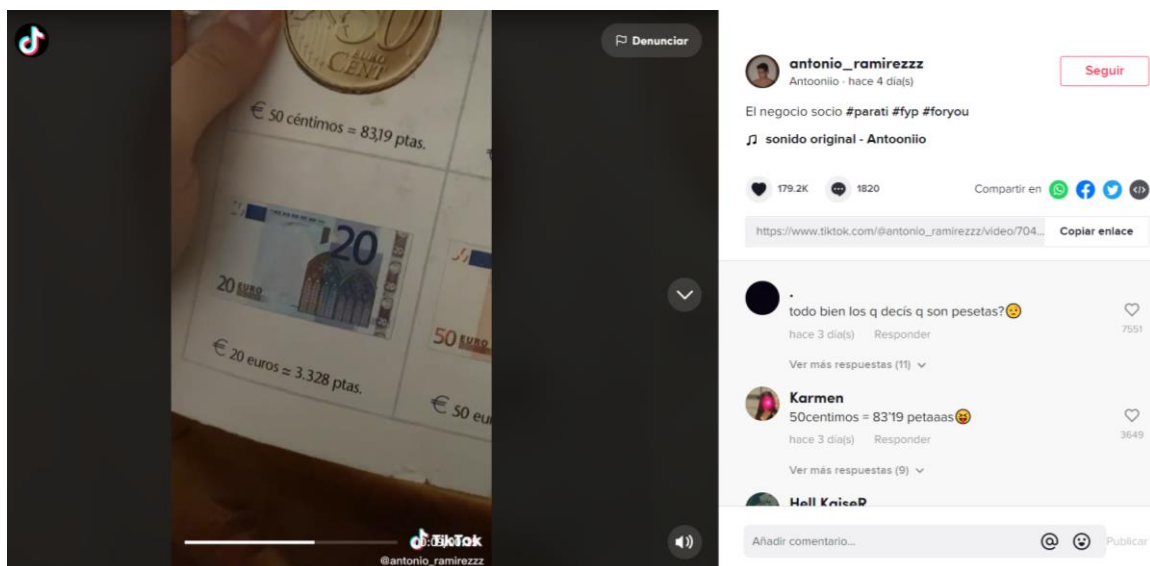 Denunciar
50
EURO
CENT
€ 50 céntimos = 83,19 ptas.
20
20 EURO
50 EURO
€ 20 euros = 3.328 ptas.
€ 50 eu
TikTok
@antonio_ramirezzz
antonio_ramirezzz
Antooniio · hace 4 día(s)
Seguir
El negocio socio #parati #fyp #foryou
sonido original - Antooniio
179.2K
1820
Compartir en
https://www.tiktok.com/@antonio_ramirezzz/video/704...
Copiar enlace
.
todo bien los q decís q son pesetas?
7551
hace 3 día(s) Responder
Ver más respuestas (11)
Karmen
50centimos = 83'19 petaaas
3649
hace 3 día(s) Responder
Ver más respuestas (9)
Hell KaiseR
Añadir comentario...
Publicar